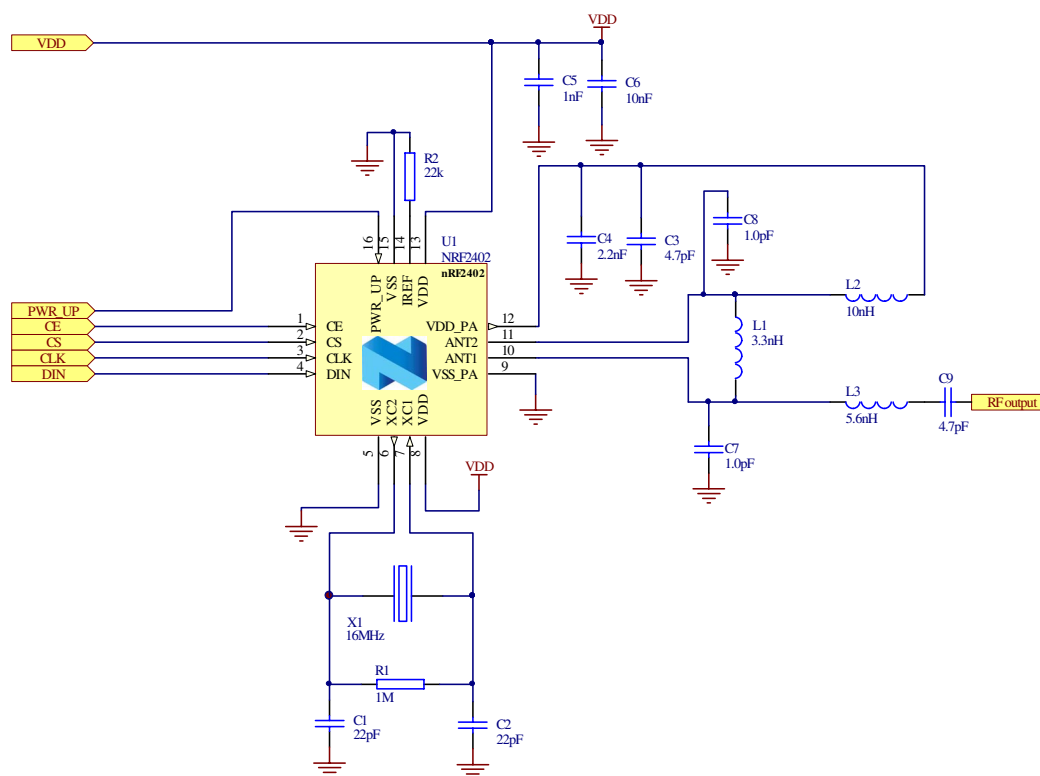 VDD
VDD
C5
1nF
C6
10nF
R2
22k
16
15
14
13
U1
NRF2402
nRF2402
C4
2.2nF
C3
4.7pF
C8
1.0pF
PWR_UP
VSS
IREF
VDD
PWR_UP
CE
CS
CLK
DIN
1
2
3
4
CE
CS
CLK
DIN
VDD_PA
ANT2
ANT1
VSS_PA
12
11
10
9
L2
10nH
L1
3.3nH
L3
5.6nH
C9
4.7pF
RF output
VSS
XC2
XC1
VDD
5
6
7
8
C7
1.0pF
VDD
X1
16MHz
R1
1M
C1
22pF
C2
22pF